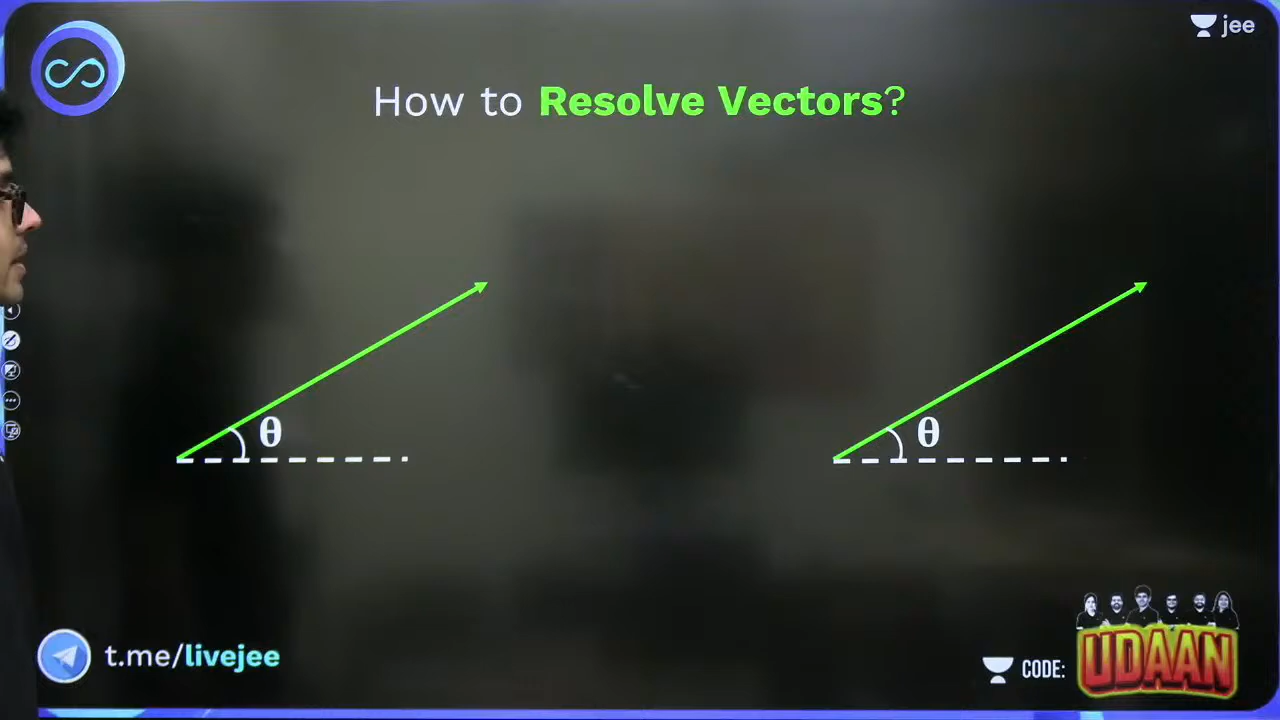 jee
How to Resolve Vectors?
θ
θ
t.me/livejee
CODE:
UDAAN